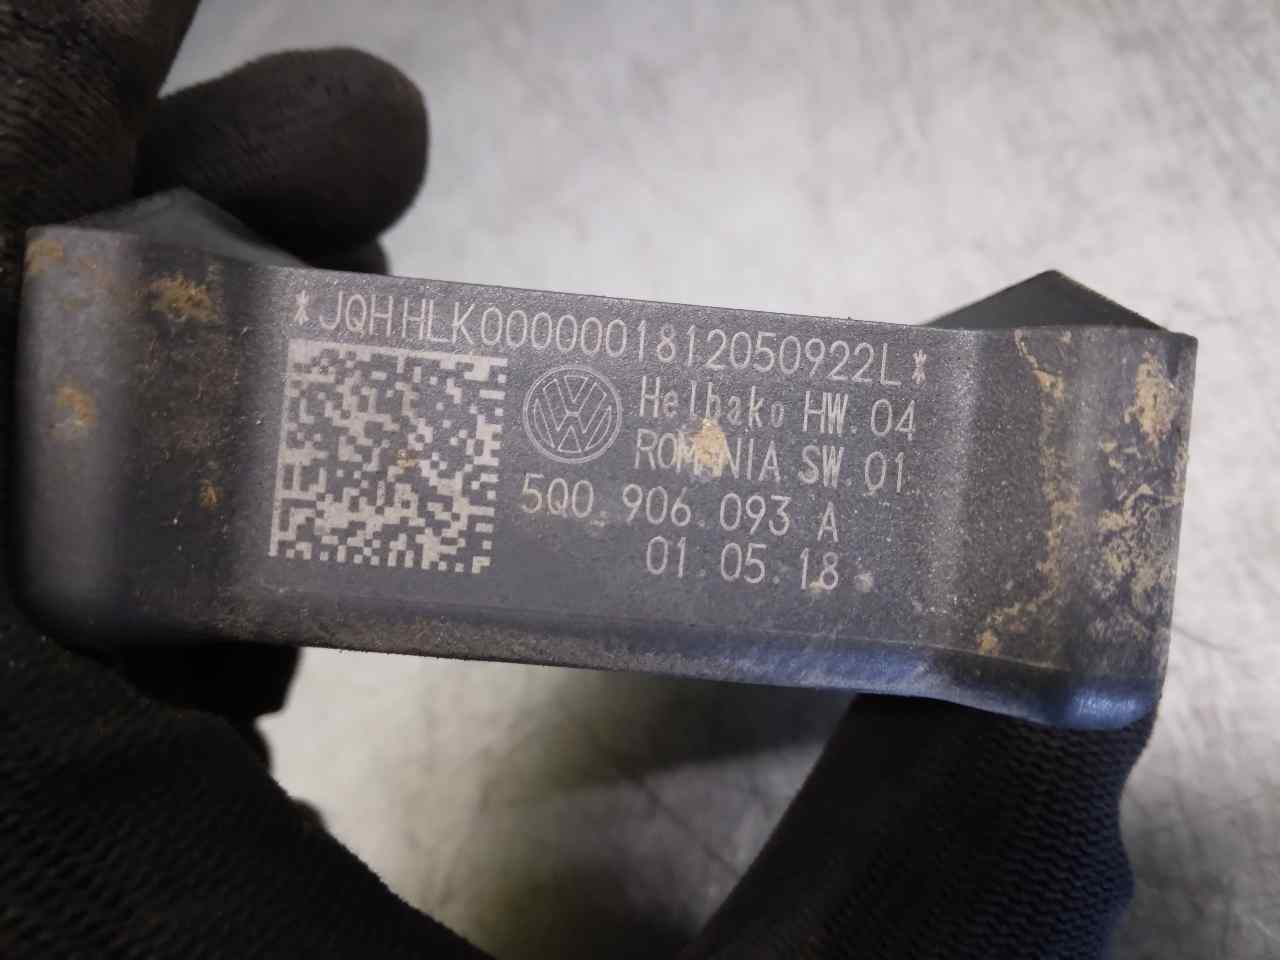 *JQHHLK0000001812050922L*
Helbako HW.04
ROMANIA SW.01
5Q0.906.093 A
01.05.18